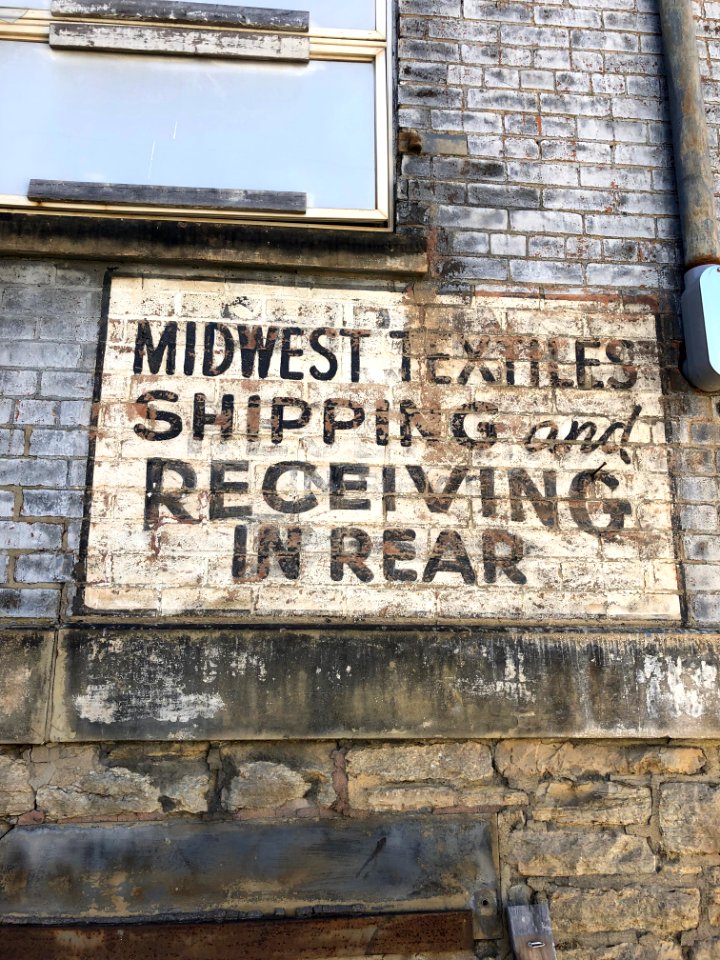 MIDWEST TEXTILES
SHIPPING and
RECEIVING
IN REAR